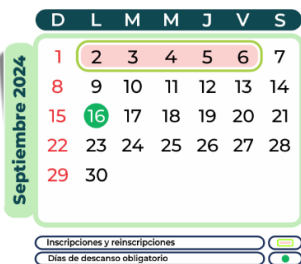 D L M M J V S
Septiembre 2024
1 2 3 4 5 6 7
8 9 10 11 12 13 14
15 16 17 18 19 20 21
22 23 24 25 26 27 28
29 30
Inscripciones y reinscripciones
Días de descanso obligatorio